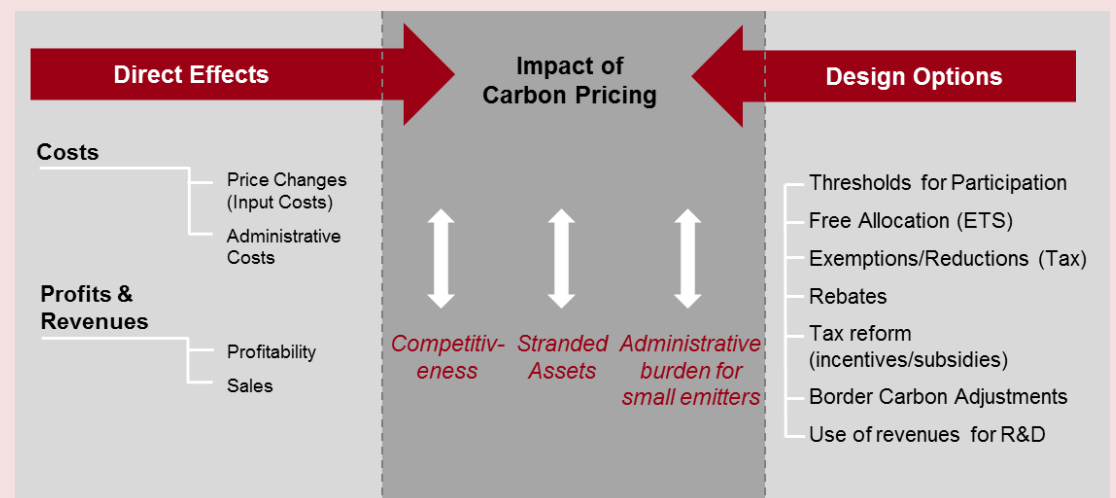 Direct Effects
Impact of
Carbon Pricing
Design Options
Costs
Price Changes
(Input Costs)
Administrative
Costs
Profits &
Revenues
Profitability
Sales
Competitiv-
eness
Stranded
Assets
Administrative
burden for
small emitters
Thresholds for Participation
Free Allocation (ETS)
Exemptions/Reductions (Tax)
Rebates
Tax reform
(incentives/subsidies)
Border Carbon Adjustments
Use of revenues for R&D